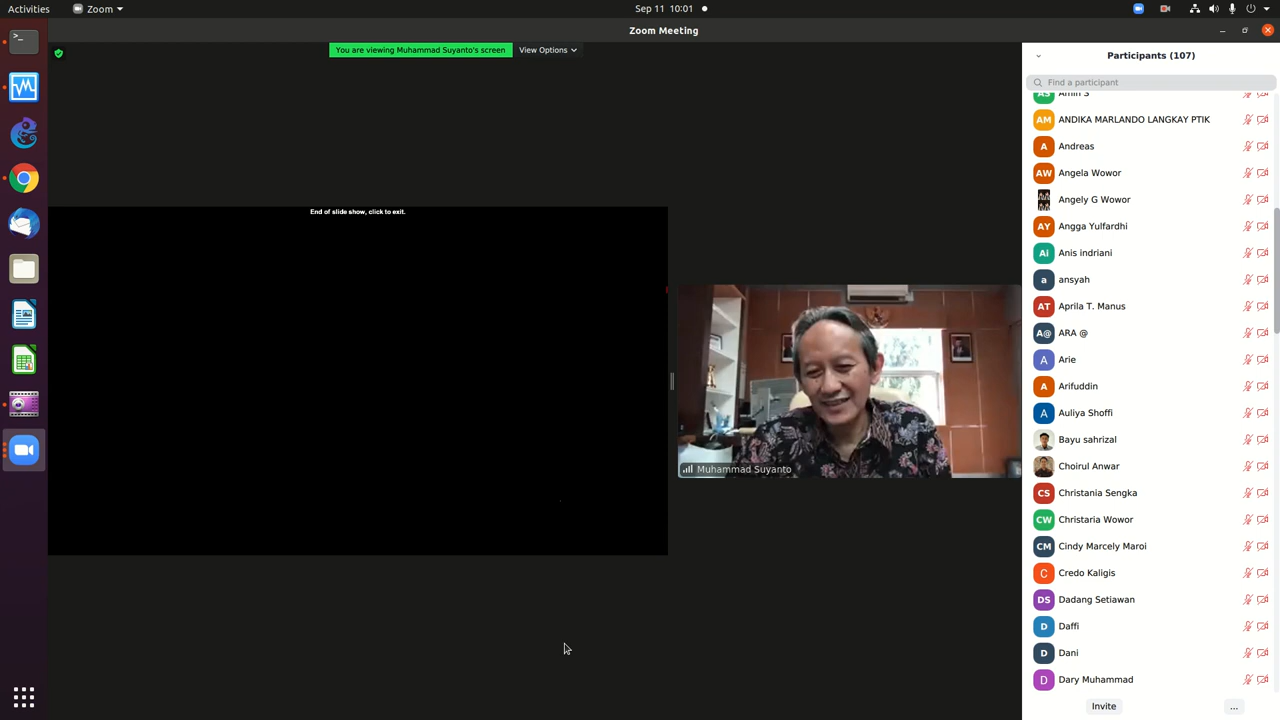 Activities
Zoom
Sep 11 10:01
Zoom Meeting
You are viewing Muhammad Suyanto's screen
View Options
End of slide show, click to exit.
Muhammad Suyanto
Participants (107)
Find a participant
AS Amin S
AM ANDIKA MARLANDO LANGKAY PTIK
A Andreas
AW Angela Wowor
Angely G Wowor
AY Angga Yulfardhi
Ai Anis indriani
a ansyah
AT Aprila T. Manus
A@ ARA @
A Arie
A Arifuddin
A Auliya Shoffi
Bayu sahrizal
Choirul Anwar
CS Christania Sengka
CW Christaria Wowor
CM Cindy Marcely Maroi
C Credo Kaligis
DS Dadang Setiawan
D Daffi
D Dani
D Dary Muhammad
Invite
...